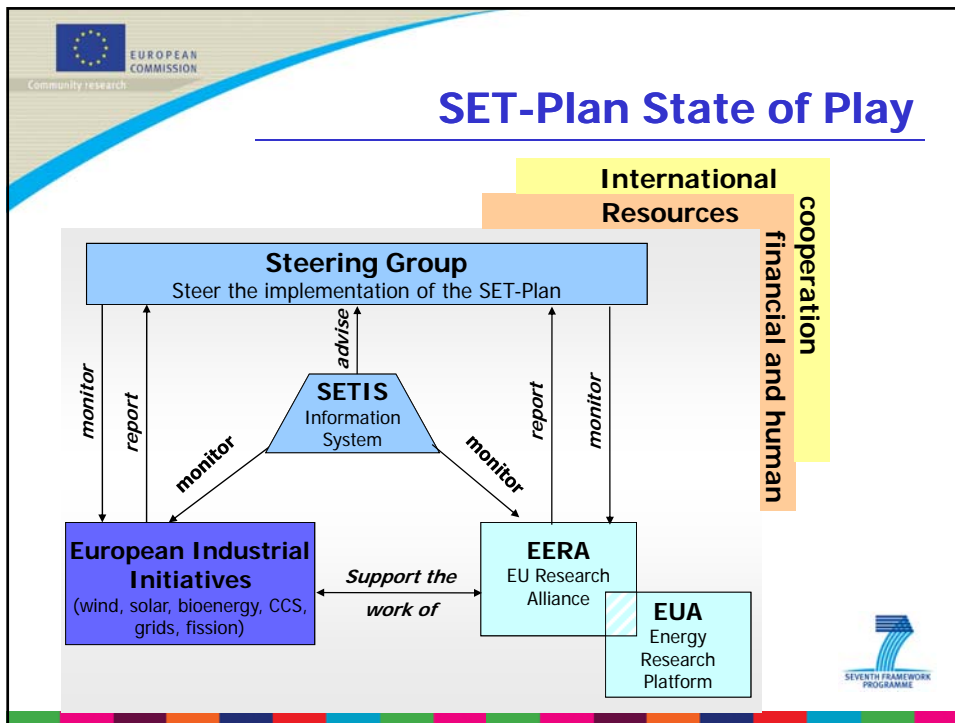 EUROPEAN
COMMISSION
Community research
SET-Plan State of Play
International
cooperation
Resources
financial and human
Steering Group
Steer the implementation of the SET-Plan
monitor
report
advise
report
monitor
SETIS
Information
System
monitor
monitor
European Industrial
Initiatives
(wind, solar, bioenergy, CCS,
grids, fission)
Support the
work of
EERA
EU Research
Alliance
EUA
Energy
Research
Platform
SEVENTH FRAMEWORK
PROGRAMME